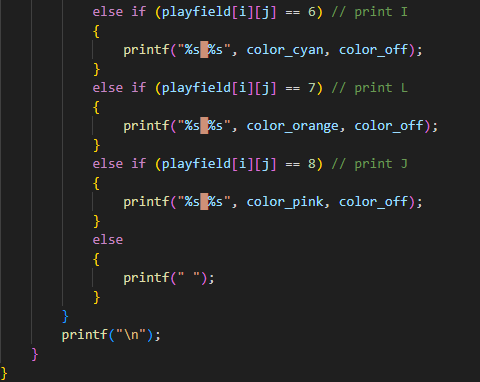 else if (playfield[i][j] == 6) // print I
{
printf("%s█%s", color_cyan, color_off);
}
else if (playfield[i][j] == 7) // print L
{
printf("%s█%s", color_orange, color_off);
}
else if (playfield[i][j] == 8) // print J
{
printf("%s█%s", color_pink, color_off);
}
else
{
printf(" ");
}
}
printf("\n");
}
}